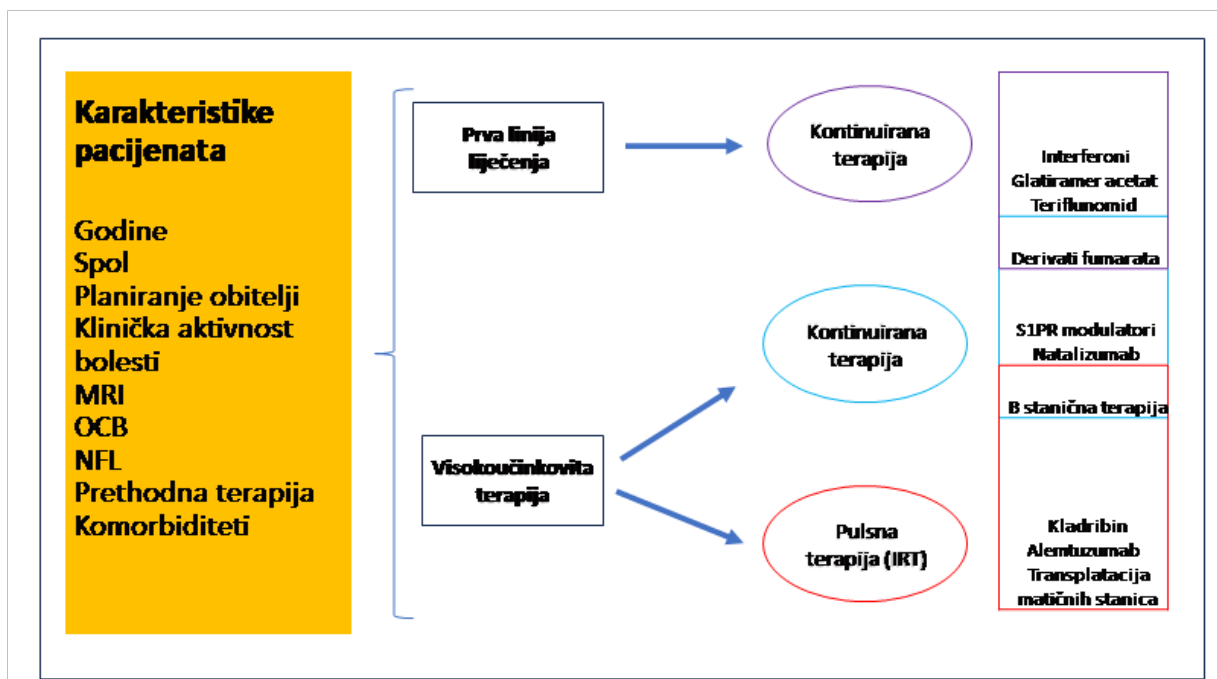 Karakteristike
pacijenata
Godine
Spol
Planiranje obitelji
Klinička aktivnost
bolesti
MRI
OCB
NFL
Prethodna terapija
Komorbiditeti
Prva linija
liječenja
Visokoučinkovita
terapija
Kontinuirana
terapija
Kontinuirana
terapija
Pulsna
terapija (IRT)
Interferoni
Glatiramer acetat
Teriflunomid
Derivati fumarata
S1PR modulatori
Natalizumab
B stanična terapija
Kladribin
Alemtuzumab
Transplatacija
matičnih stanica